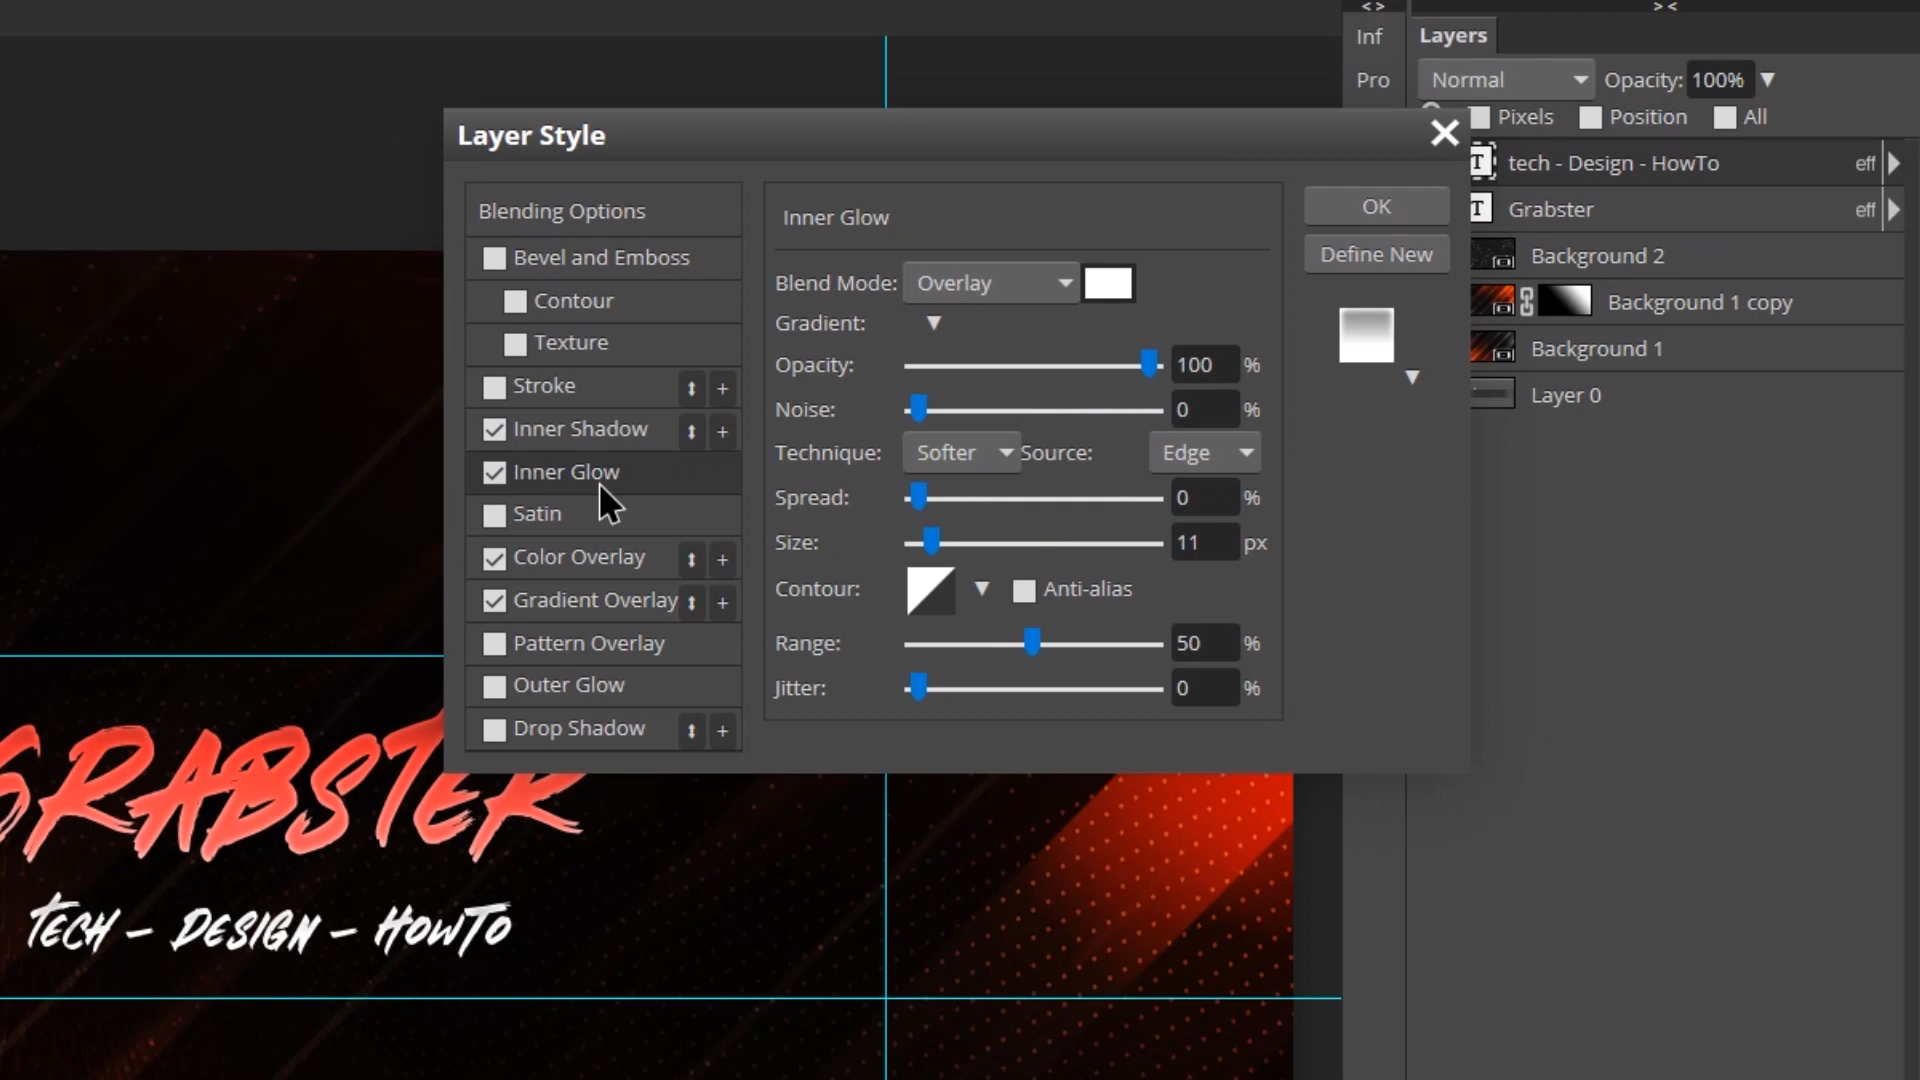 Inf
Pro
Layers
Normal
Opacity: 100%
Pixels
Position
All
tech - Design - HowTo
eff
Grabster
eff
Background 2
Background 1 copy
Background 1
Layer 0
Layer Style
Blending Options
Bevel and Emboss
Contour
Texture
Stroke
Inner Shadow
Inner Glow
Satin
Color Overlay
Gradient Overlay
Pattern Overlay
Outer Glow
Drop Shadow
Inner Glow
Blend Mode: Overlay
Gradient:
Opacity: 100 %
Noise: 0 %
Technique: Softer Source: Edge
Spread: 0 %
Size: 11 px
Contour: Anti-alias
Range: 50 %
Jitter: 0 %
OK
Define New
GRABSTER
TECH - DESIGN - HOWTO